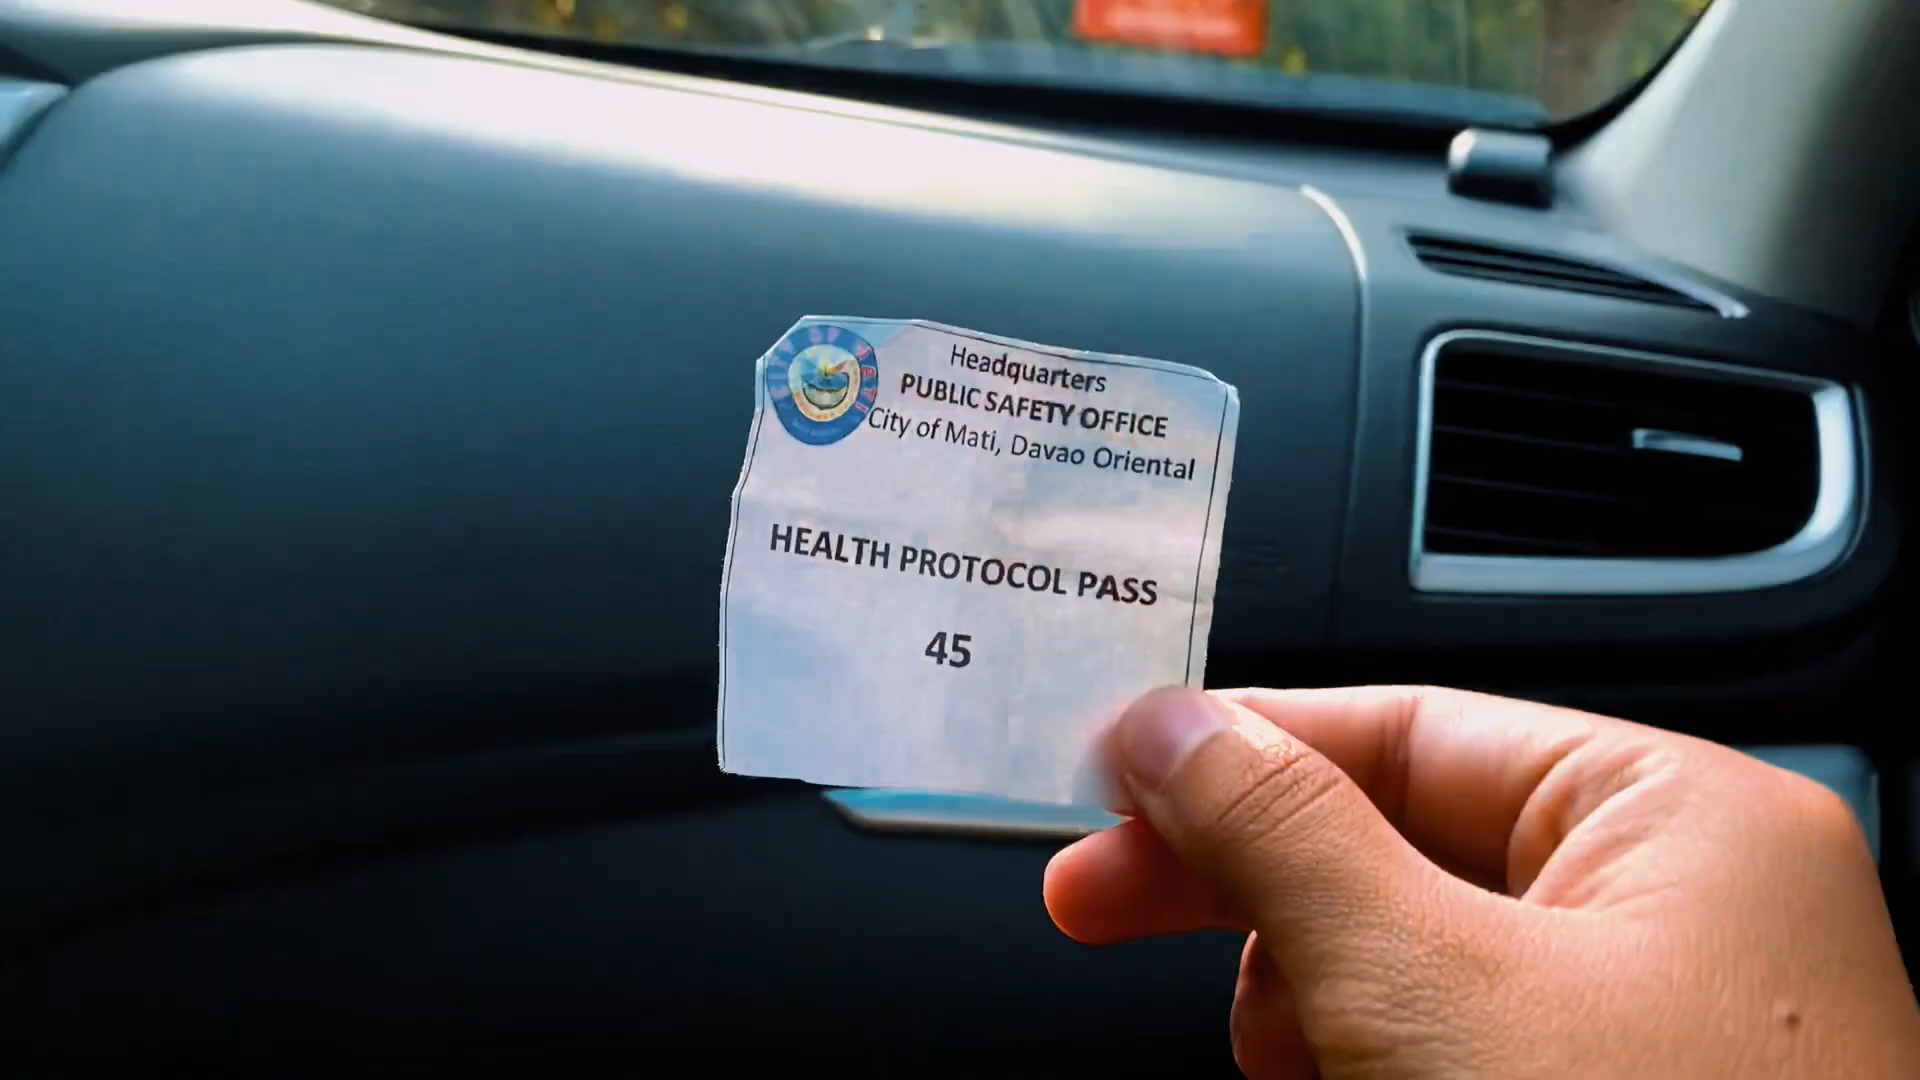 Headquarters
PUBLIC SAFETY OFFICE
City of Mati, Davao Oriental
HEALTH PROTOCOL PASS
45